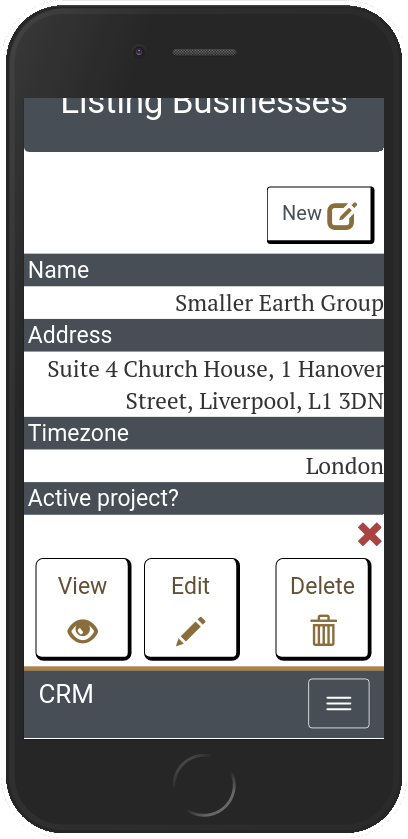 Listing Businesses
New
Name
Smaller Earth Group
Address
Suite 4 Church House, 1 Hanover
Street, Liverpool, L1 3DN
Timezone
London
Active project?
View
Edit
Delete
CRM